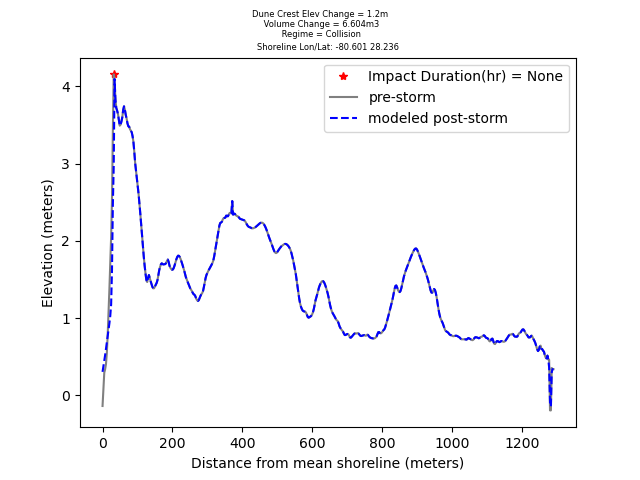 Dune Crest Elev Change = 1.2m
Volume Change = 6.604m3
Regime = Collision
Shoreline Lon/Lat: -80.601 28.236
Impact Duration(hr) = None
pre-storm
modeled post-storm
Elevation (meters)
4
3
2
1
0
0 200 400 600 800 1000 1200
Distance from mean shoreline (meters)